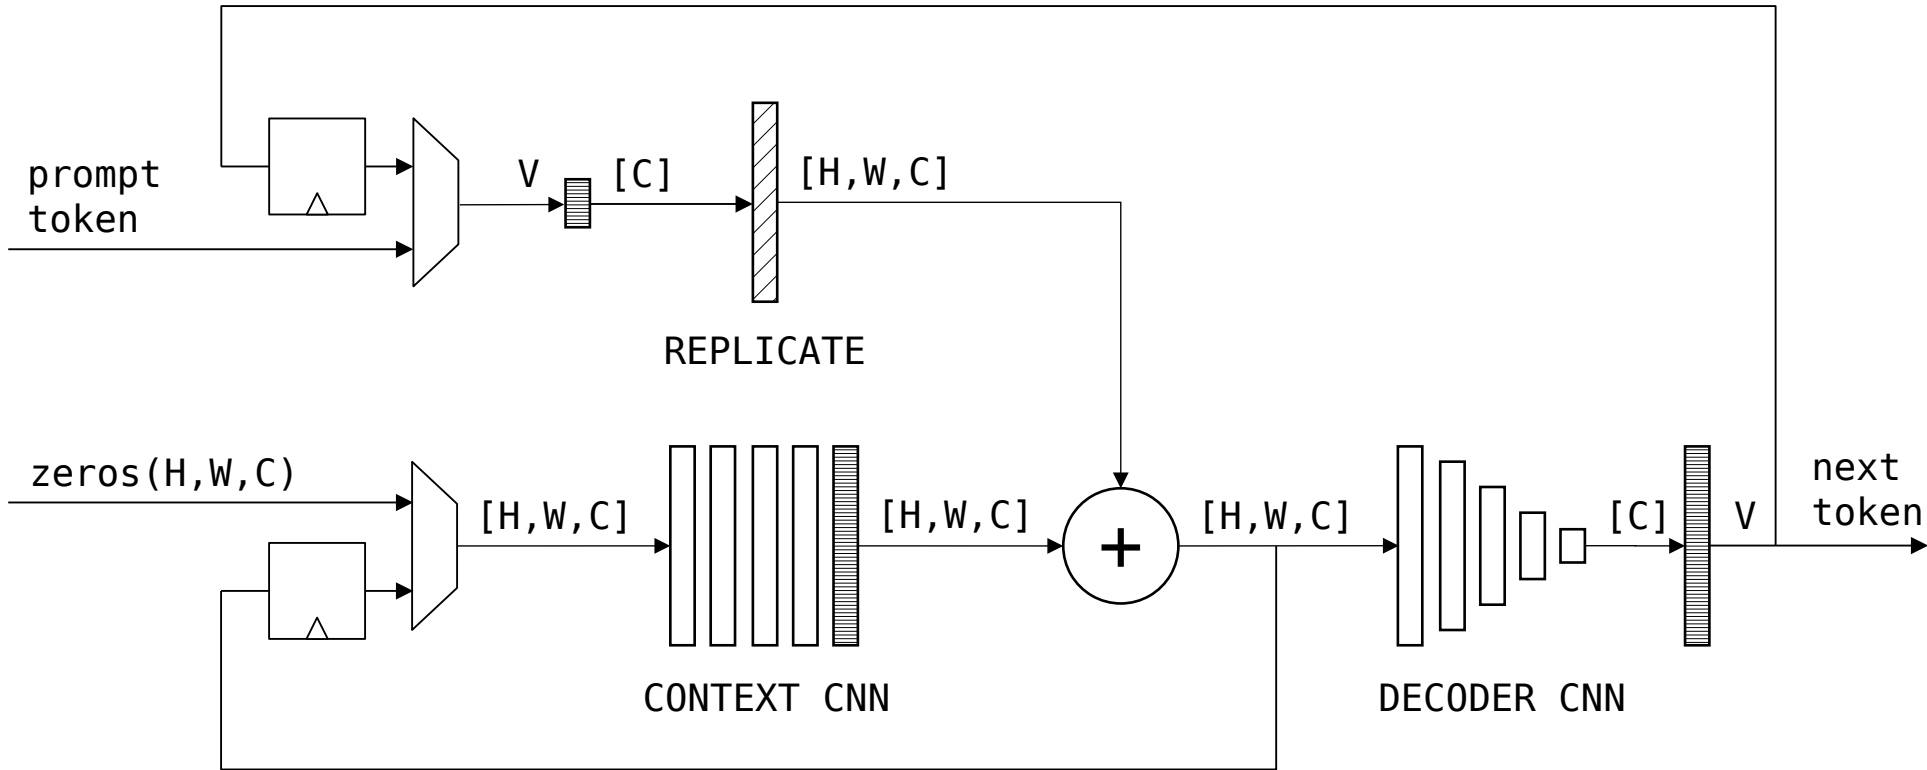 prompt
token
V
[C]
[H,W,C]
REPLICATE
zeros(H,W,C)
[H,W,C]
[H,W,C]
+
[H,W,C]
[C]
V
next
token
CONTEXT CNN
DECODER CNN